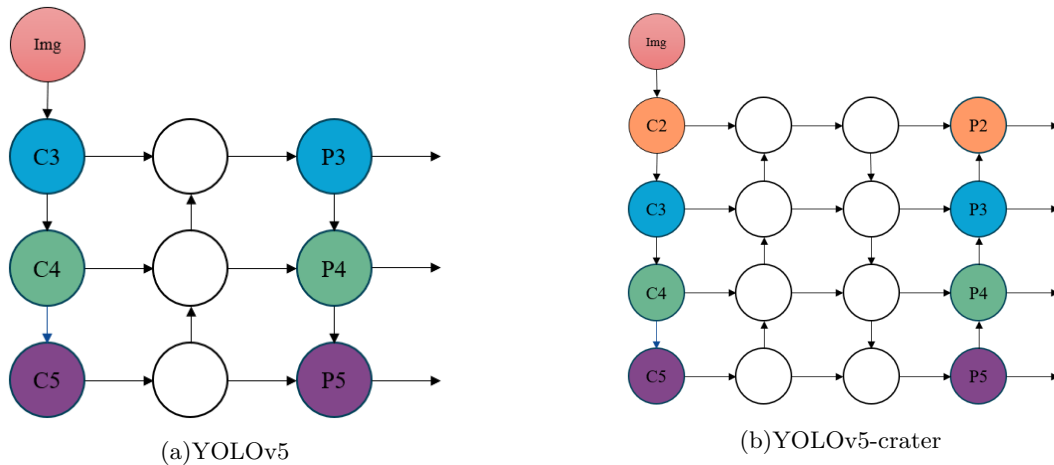 Img
C3
P3
C4
P4
C5
P5
(a)YOLOv5
Img
C2
P2
C3
P3
C4
P4
C5
P5
(b)YOLOv5-crater